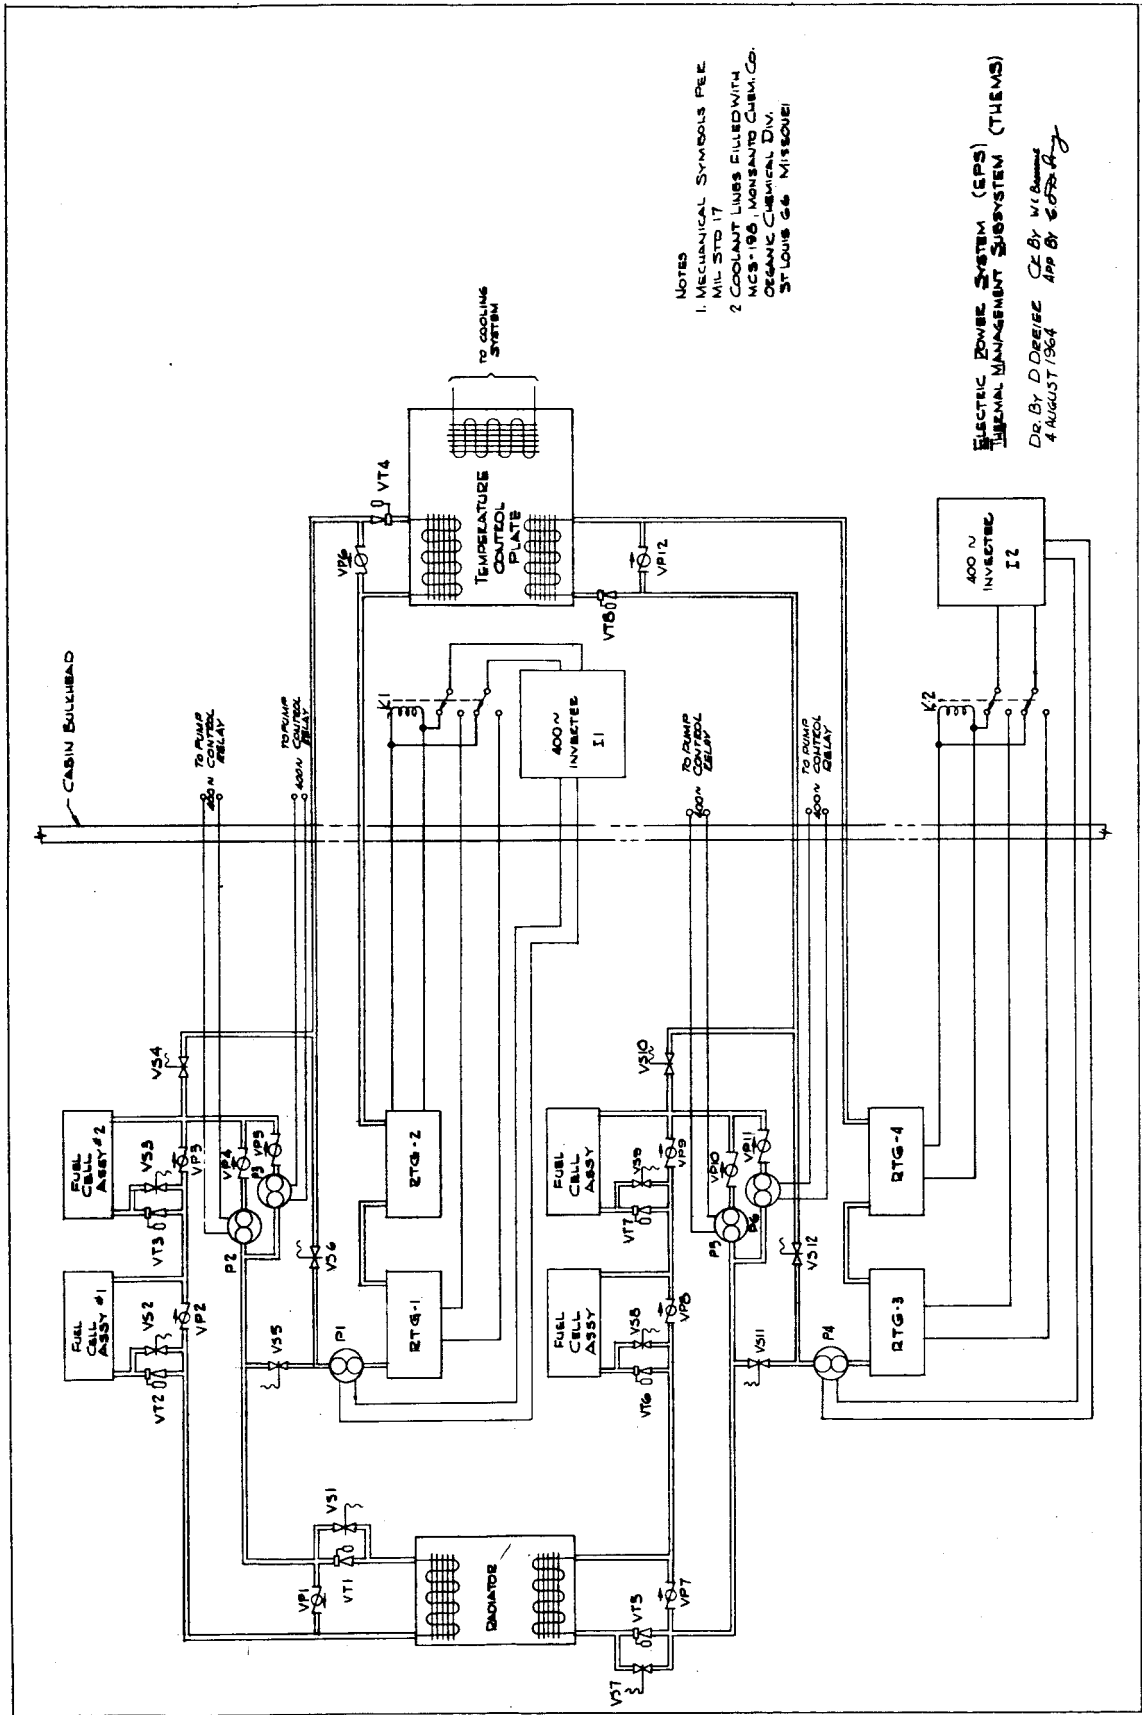 CABIN BULKHEAD
FUEL
CELL
ASSY #1
FUEL
CELL
ASSY #2
VT2
VS2
VP2
VT3
VS3
VP3
VS4
P2
VP4
P3
VP5
TO PUMP
400 ~ CONTROL
RELAY
TO PUMP
400 ~ CONTROL
RELAY
VS5
VS6
VS1
VP1
VT1
P1
RTG-1
RTG-2
VP6
VT4
K1
TEMPERATURE
CONTROL
PLATE
TO COOLING
SYSTEM
RADIATOR
400 ~
INVERTER
I1
FUEL
CELL
ASSY
FUEL
CELL
ASSY
VT6
VS8
VP8
VT7
VS9
VP9
VS10
VT8
VP12
VS7
VT5
VP7
P5
VP10
P6
VP11
TO PUMP
400 ~ CONTROL
RELAY
TO PUMP
400 ~ CONTROL
RELAY
VS11
VS12
P4
RTG-3
RTG-4
K2
400 ~
INVERTER
I2
NOTES
1. MECHANICAL SYMBOLS PER
MIL STD 17
2 COOLANT LINES FILLED WITH
MCS-198, MONSANTO CHEM. CO.
ORGANIC CHEMICAL DIV.
ST LOUIS 66 MISSOURI
ELECTRIC POWER SYSTEM (EPS)
THERMAL MANAGEMENT SUBSYSTEM (THEMS)
DR. BY D DREIER CK BY W C
4 AUGUST 1964 APP BY